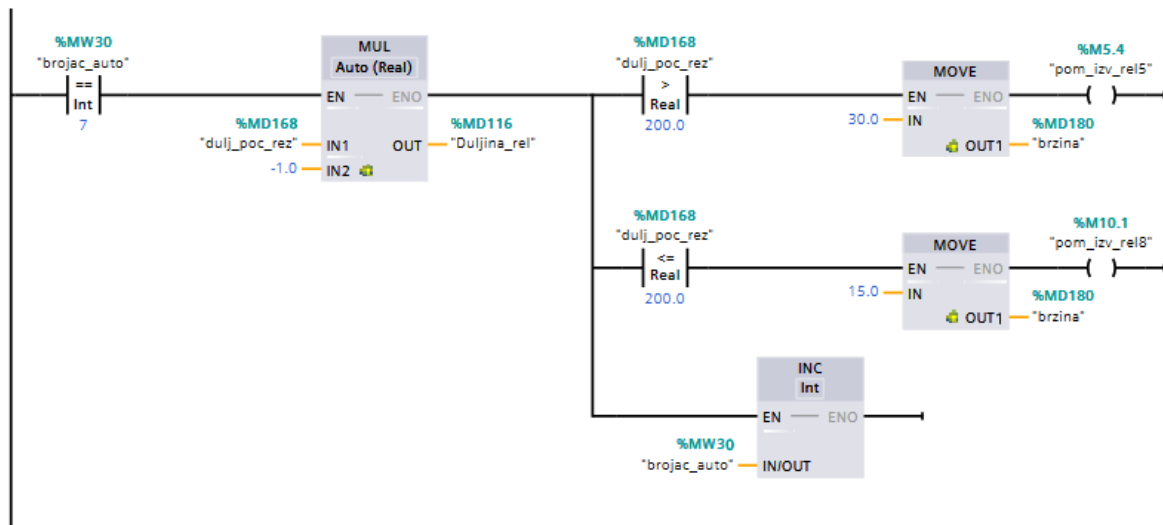 %MW30
"brojac_auto"
==
Int
7
MUL
Auto (Real)
EN
ENO
%MD168
"dulj_poc_rez"
IN1
OUT
%MD116
"Duljina_rel"
-1.0
IN2
%MD168
"dulj_poc_rez"
>
Real
200.0
MOVE
EN
ENO
30.0
IN
OUT1
%MD180
"brzina"
%M5.4
"pom_izv_rel5"
%MD168
"dulj_poc_rez"
<=
Real
200.0
MOVE
EN
ENO
15.0
IN
OUT1
%MD180
"brzina"
%M10.1
"pom_izv_rel8"
INC
Int
EN
ENO
%MW30
"brojac_auto"
IN/OUT